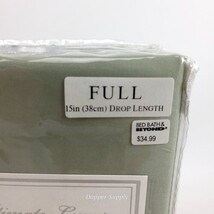 FULL
15in (38cm) DROP LENGTH
BED BATH &
BEYOND
$34.99